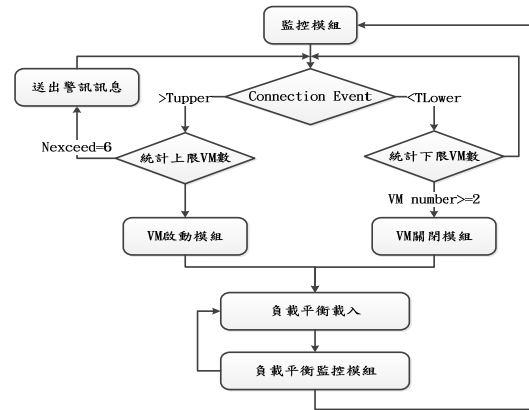 監控模組
送出警訊訊息
>Tupper
Connection Event
<TLower
Nexceed=6
統計上限VM數
統計下限VM數
VM number>=2
VM啟動模組
VM關閉模組
負載平衡載入
負載平衡監控模組